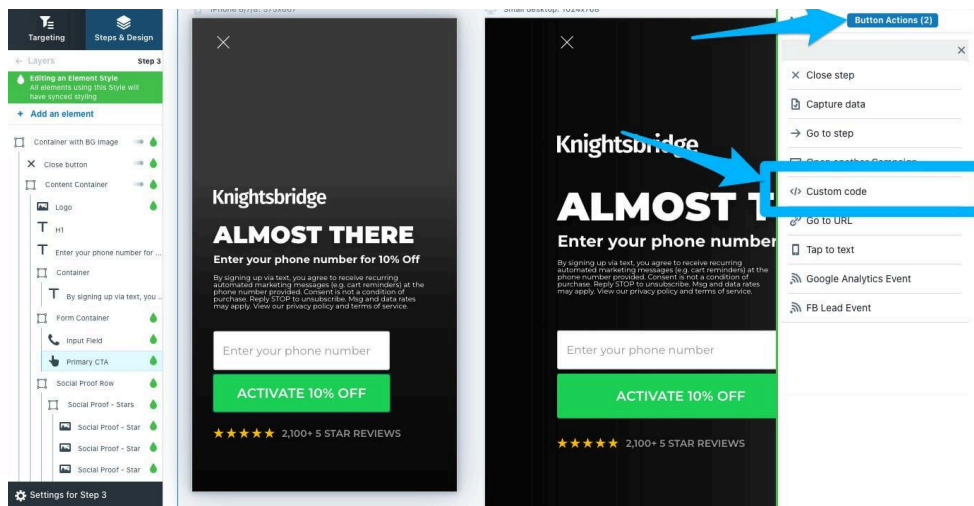 iPhone 6/7/8: 375x667
Small desktop: 1024x768
Targeting
Steps & Design
Button Actions (2)
← Layers
Step 3
Editing an Element Style
All elements using this Style will
have synced styling
+ Add an element
Container with BG Image
Close button
Content Container
Logo
H1
Enter your phone number for ...
Container
By signing up via text, you ...
Form Container
Input Field
Primary CTA
Social Proof Row
Social Proof - Stars
Social Proof - Star
Social Proof - Star
Social Proof - Star
Settings for Step 3
Knightsbridge
ALMOST THERE
Enter your phone number for 10% Off
By signing up via text, you agree to receive recurring
automated marketing messages (e.g. cart reminders) at the
phone number provided. Consent is not a condition of
purchase. Reply STOP to unsubscribe. Msg and data rates
may apply. View our privacy policy and terms of service.
Enter your phone number
ACTIVATE 10% OFF
2,100+ 5 STAR REVIEWS
Knightsbridge
ALMOST T
Enter your phone number
By signing up via text, you agree to receive recurring
automated marketing messages (e.g. cart reminders) at the
phone number provided. Consent is not a condition of
purchase. Reply STOP to unsubscribe. Msg and data rates
may apply. View our privacy policy and terms of service.
Enter your phone number
ACTIVATE 10% OFF
2,100+ 5 STAR REVIEWS
Close step
Capture data
Go to step
Open another Campaign
Custom code
Go to URL
Tap to text
Google Analytics Event
FB Lead Event